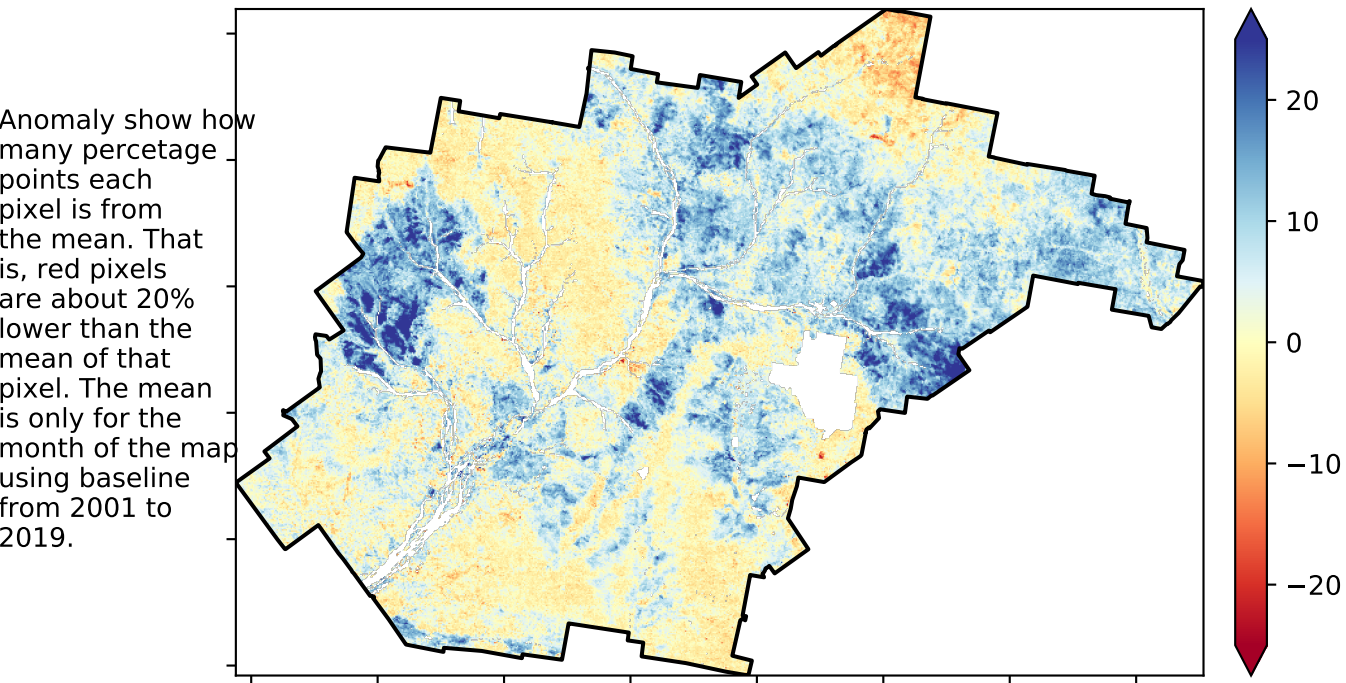 Anomaly show how
many percetage
points each
pixel is from
the mean. That
is, red pixels
are about 20%
lower than the
mean of that
pixel. The mean
is only for the
month of the map
using baseline
from 2001 to
2019.
20
10
0
−10
−20